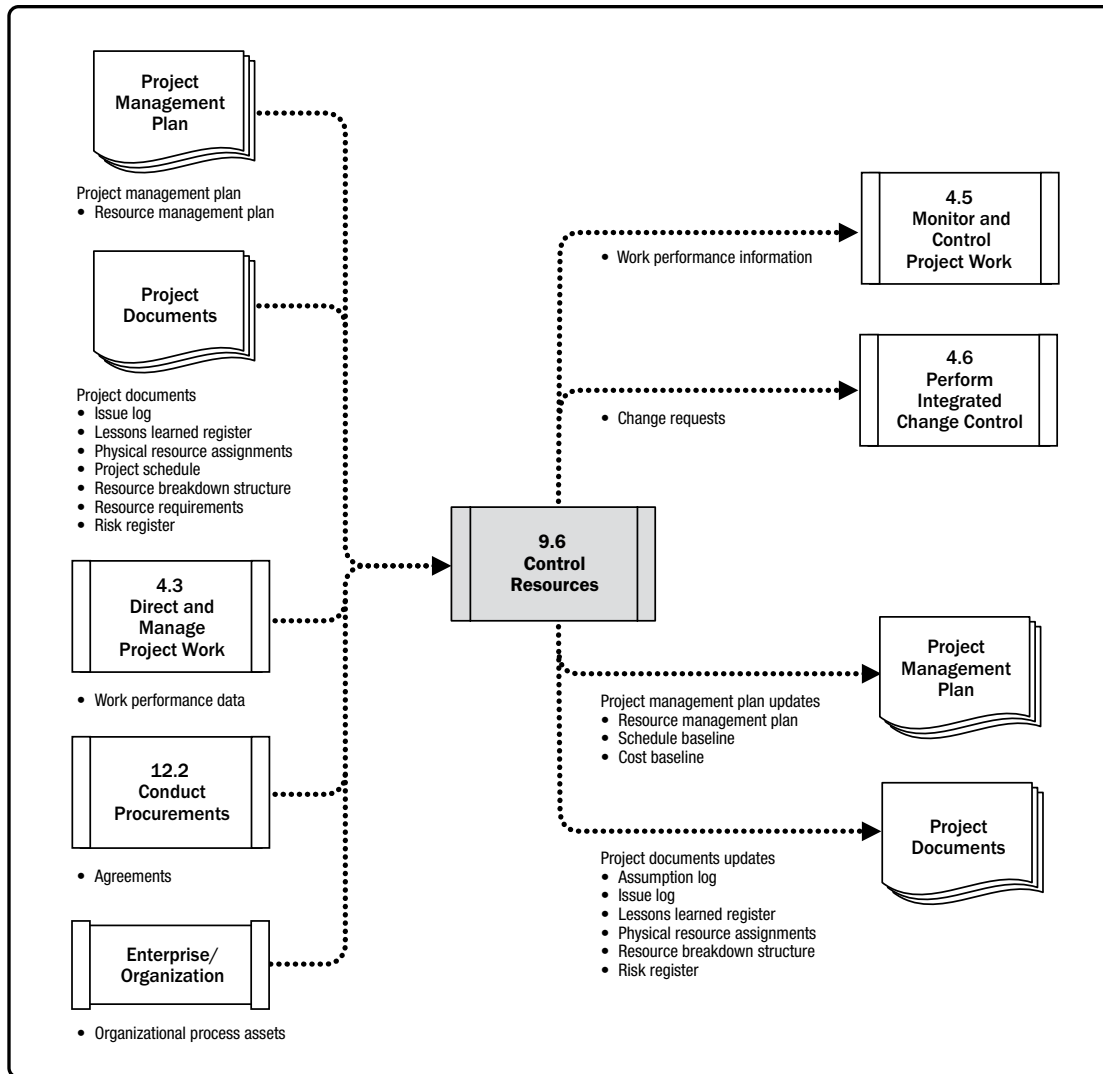 Project
Management
Plan
Project management plan
• Resource management plan
Project
Documents
Project documents
• Issue log
• Lessons learned register
• Physical resource assignments
• Project schedule
• Resource breakdown structure
• Resource requirements
• Risk register
4.3
Direct and
Manage
Project Work
• Work performance data
12.2
Conduct
Procurements
• Agreements
Enterprise/
Organization
• Organizational process assets
9.6
Control
Resources
• Work performance information
4.5
Monitor and
Control
Project Work
• Change requests
4.6
Perform
Integrated
Change Control
Project management plan updates
• Resource management plan
• Schedule baseline
• Cost baseline
Project
Management
Plan
Project documents updates
• Assumption log
• Issue log
• Lessons learned register
• Physical resource assignments
• Resource breakdown structure
• Risk register
Project
Documents